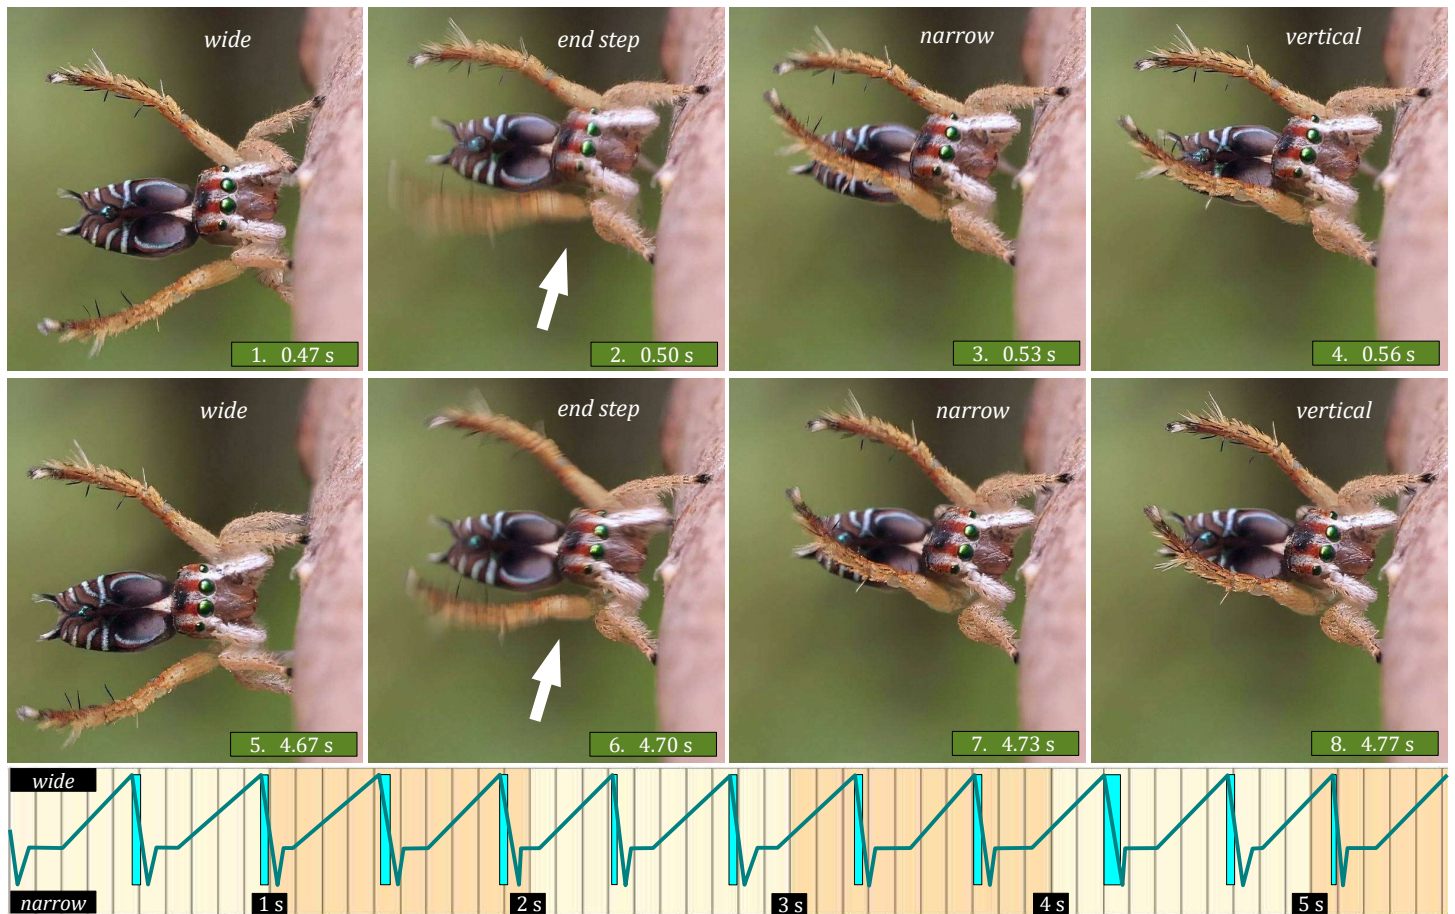 wide
end step
narrow
vertical
1. 0.47 s
2. 0.50 s
3. 0.53 s
4. 0.56 s
wide
end step
narrow
vertical
5. 4.67 s
6. 4.70 s
7. 4.73 s
8. 4.77 s
wide
narrow
1 s
2 s
3 s
4 s
5 s